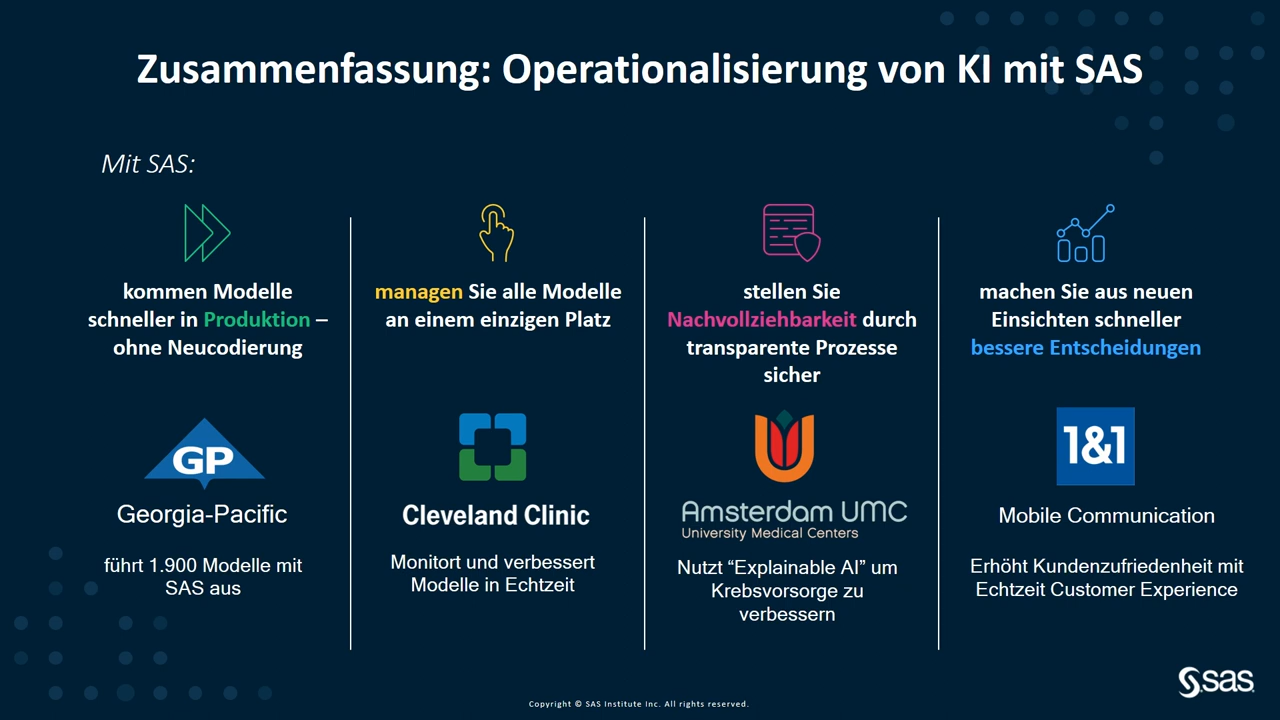 Zusammenfassung: Operationalisierung von KI mit SAS
Mit SAS:
kommen Modelle
schneller in Produktion –
ohne Neucodierung
GP
Georgia-Pacific
führt 1.900 Modelle mit
SAS aus
managen Sie alle Modelle
an einem einzigen Platz
Cleveland Clinic
Monitort und verbessert
Modelle in Echtzeit
stellen Sie
Nachvollziehbarkeit durch
transparente Prozesse
sicher
Amsterdam UMC
University Medical Centers
Nutzt “Explainable AI” um
Krebsvorsorge zu
verbessern
machen Sie aus neuen
Einsichten schneller
bessere Entscheidungen
1&1
Mobile Communication
Erhöht Kundenzufriedenheit mit
Echtzeit Customer Experience
sas
Copyright © SAS Institute Inc. All rights reserved.